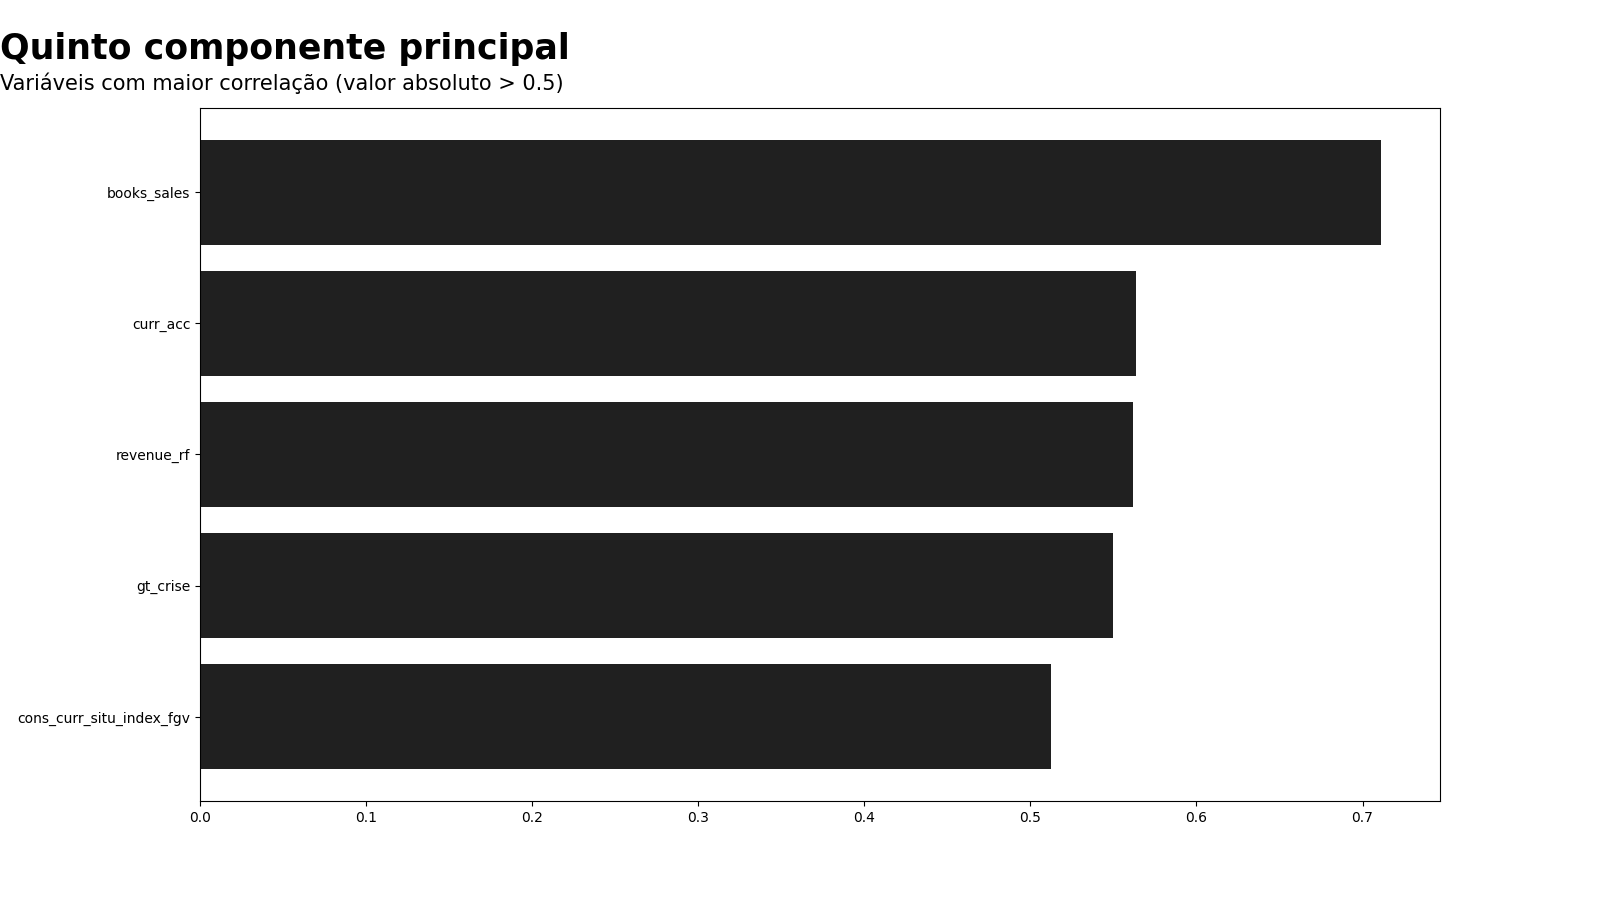 Quinto componente principal
Variáveis com maior correlação (valor absoluto > 0.5)
books_sales
curr_acc
revenue_rf
gt_crise
cons_curr_situ_index_fgv
0.0 0.1 0.2 0.3 0.4 0.5 0.6 0.7